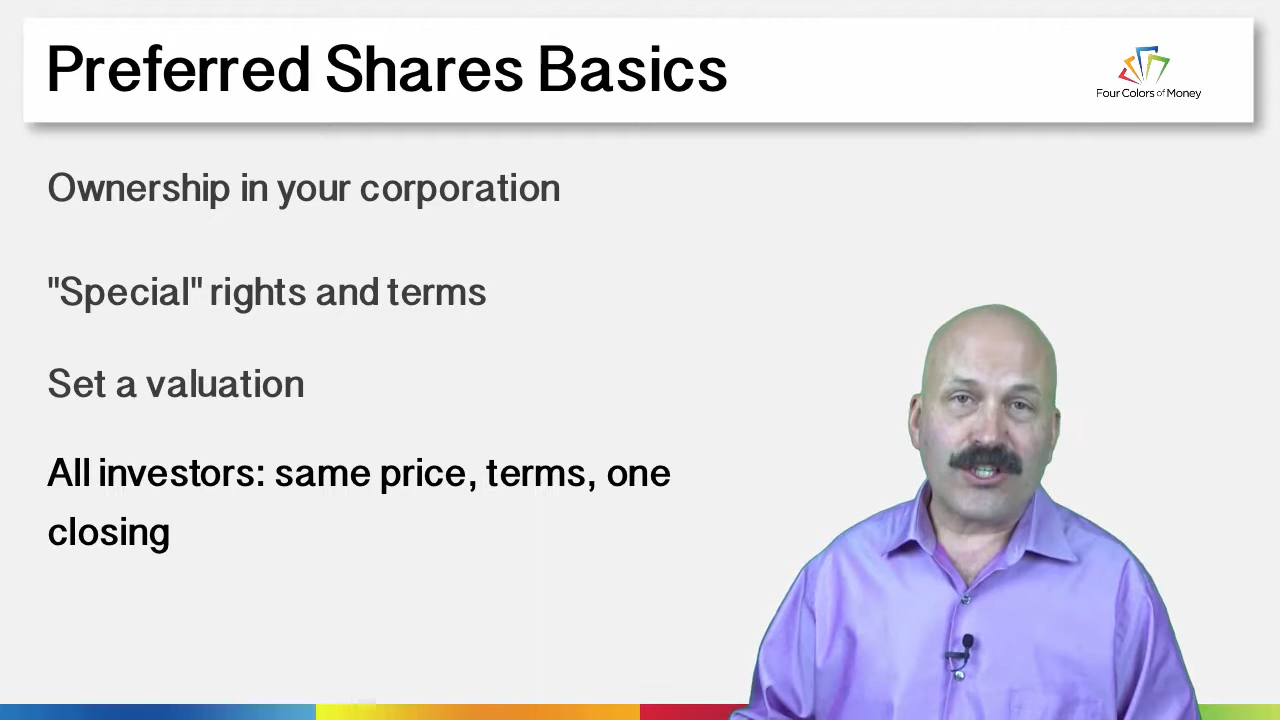 Preferred Shares Basics
Four Colors of Money
Ownership in your corporation
"Special" rights and terms
Set a valuation
All investors: same price, terms, one
closing